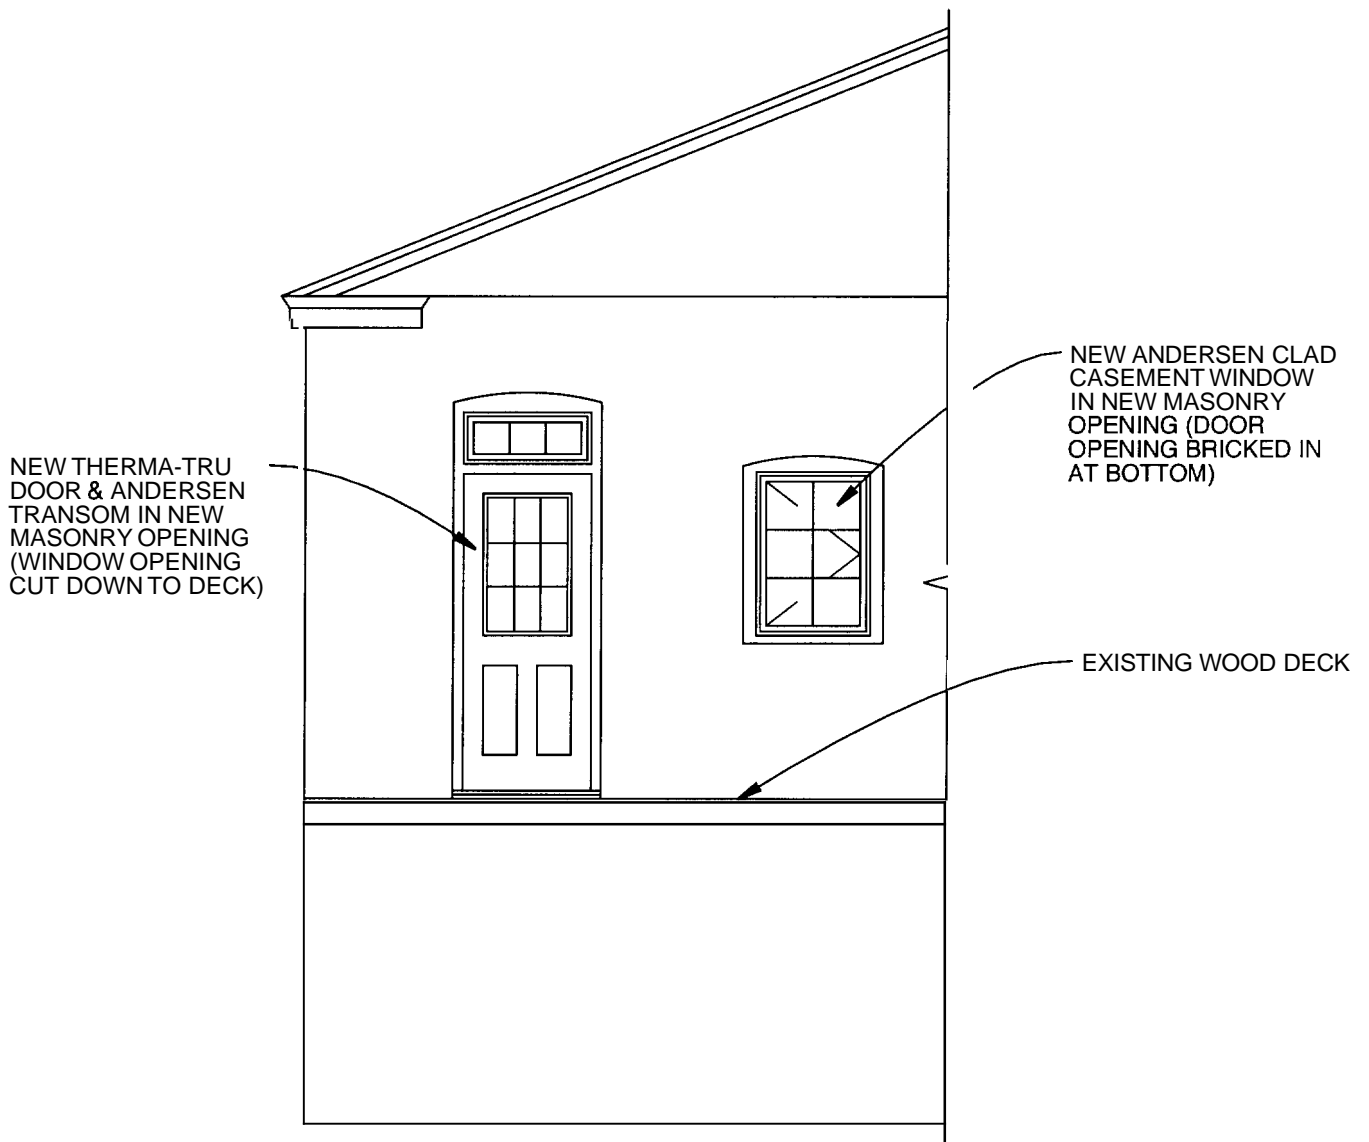 NEW ANDERSEN CLAD
CASEMENT WINDOW
IN NEW MASONRY
OPENING (DOOR
OPENING BRICKED IN
AT BOTTOM)
NEW THERMA-TRU
DOOR & ANDERSEN
TRANSOM IN NEW
MASONRY OPENING
(WINDOW OPENING
CUT DOWN TO DECK)
EXISTING WOOD DECK